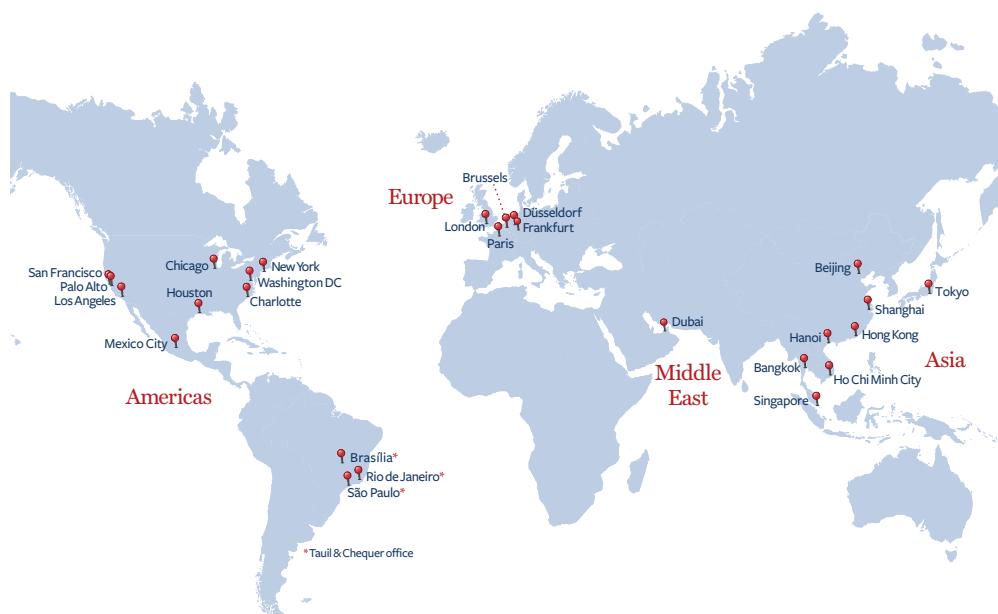 Brussels
Europe
Düsseldorf
London
Frankfurt
Paris
San Francisco
Chicago
New York
Beijing
Palo Alto
Washington DC
Los Angeles
Houston
Charlotte
Tokyo
Shanghai
Dubai
Hong Kong
Mexico City
Hanoi
Asia
Bangkok
Middle
East
Ho Chi Minh City
Americas
Singapore
Brasília*
Rio de Janeiro*
São Paulo*
*Tauil & Chequer office